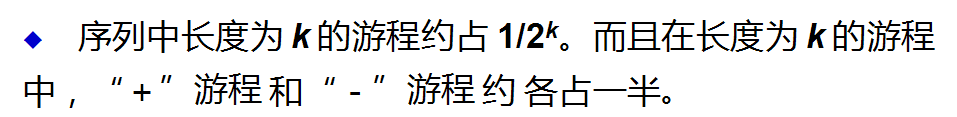 ◆ 序列中长度为 k 的游程约占 1/2ᵏ。而且在长度为 k 的游程
中，“+”游程 和“-”游程 约 各占一半。